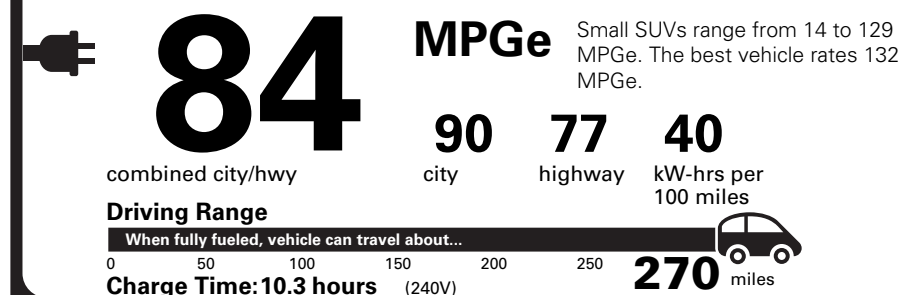 84
MPGe
Small SUVs range from 14 to 129
MPGe. The best vehicle rates 132
MPGe.
90
77
40
combined city/hwy
city
highway
kW-hrs per
100 miles
Driving Range
When fully fueled, vehicle can travel about...
0 50 100 150 200 250 270 miles
Charge Time: 10.3 hours (240V)